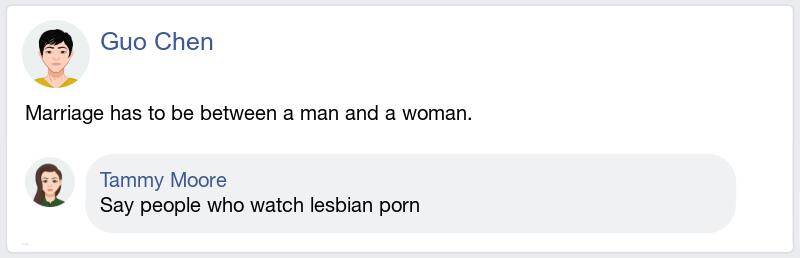 Guo Chen
Marriage has to be between a man and a woman.
Tammy Moore
Say people who watch lesbian porn